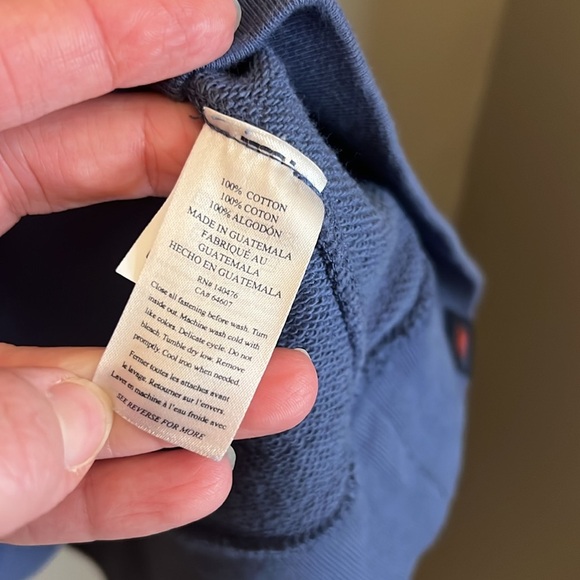 100% COTTON
100% COTON
100% ALGODÓN
MADE IN GUATEMALA
FABRIQUÉ AU
GUATEMALA
HECHO EN GUATEMALA
RN# 140476
CA# 64607
Close all fastening before wash. Turn
inside out. Machine wash cold with
like colors. Delicate cycle. Do not
bleach. Tumble dry low. Remove
promptly. Cool iron when needed.
Fermer toutes les attaches avant
le lavage. Retourner sur l'envers.
Laver en machine à l'eau froide avec
SEE REVERSE FOR MORE